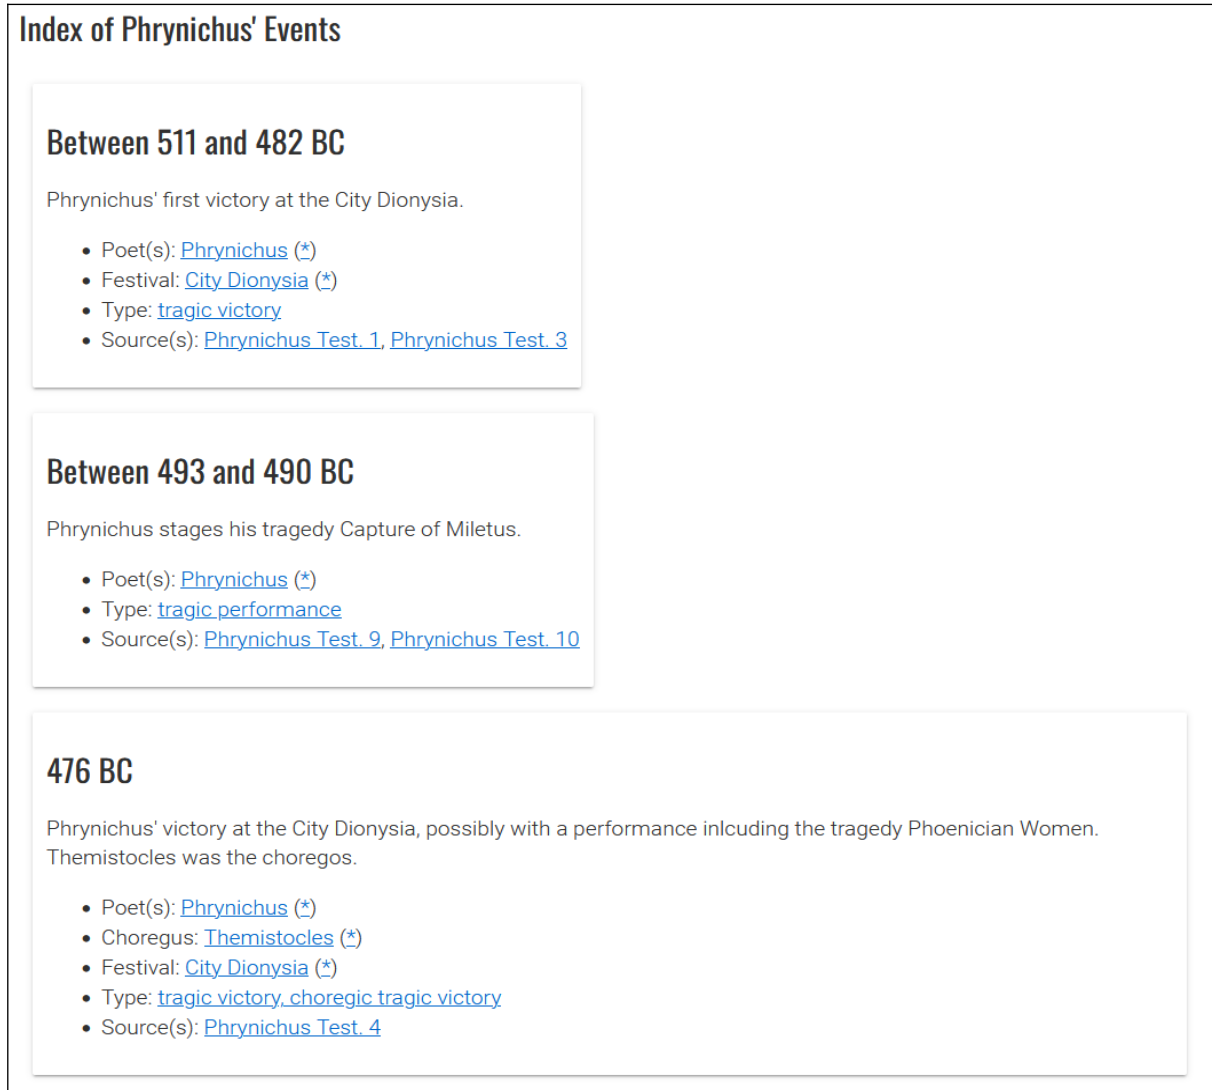 Index of Phrynichus' Events
Between 511 and 482 BC
Phrynichus' first victory at the City Dionysia.
• Poet(s): Phrynichus (*)
• Festival: City Dionysia (*)
• Type: tragic victory
• Source(s): Phrynichus Test. 1, Phrynichus Test. 3
Between 493 and 490 BC
Phrynichus stages his tragedy Capture of Miletus.
• Poet(s): Phrynichus (*)
• Type: tragic performance
• Source(s): Phrynichus Test. 9, Phrynichus Test. 10
476 BC
Phrynichus' victory at the City Dionysia, possibly with a performance inlcuding the tragedy Phoenician Women.
Themistocles was the choregos.
• Poet(s): Phrynichus (*)
• Choregus: Themistocles (*)
• Festival: City Dionysia (*)
• Type: tragic victory, choregic tragic victory
• Source(s): Phrynichus Test. 4